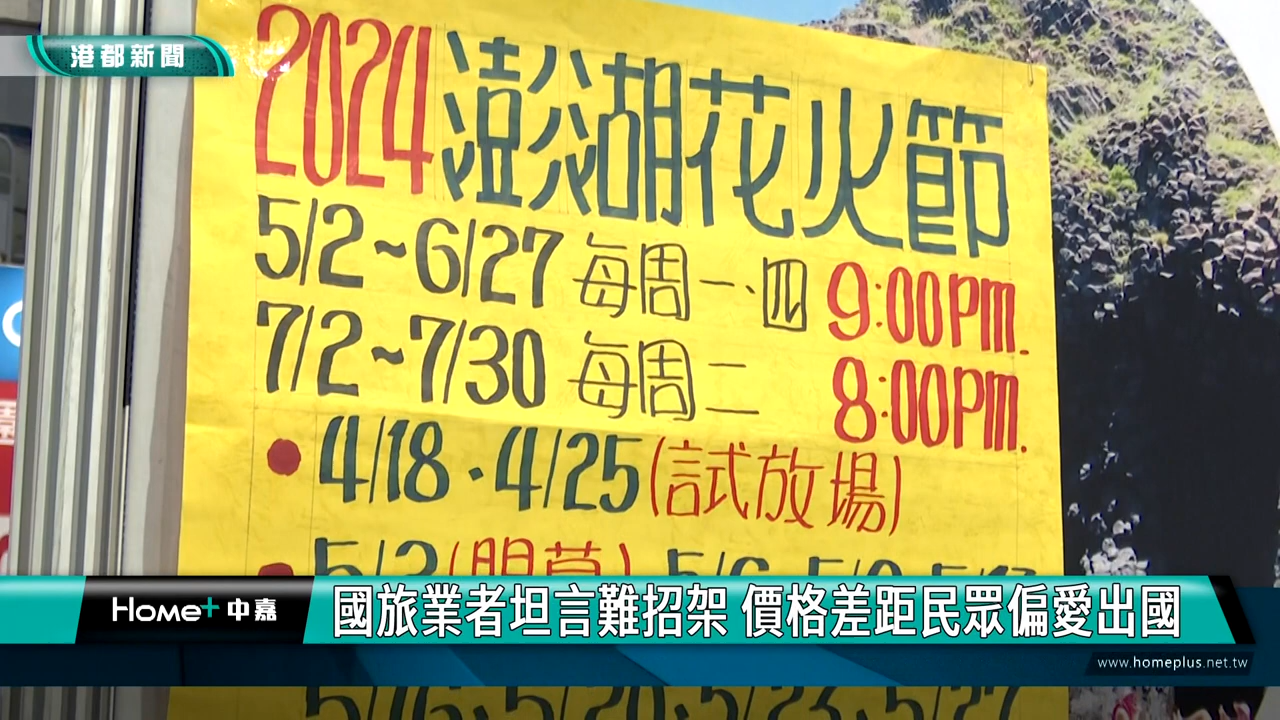 港都新聞
2024澎湖花火節
5/2~6/27 每周一、四 9:00PM.
7/2~7/30 每周二 8:00PM.
4/18.4/25(試放場)
Home+中嘉
國旅業者坦言難招架 價格差距民眾偏愛出國
www.homeplus.net.tw